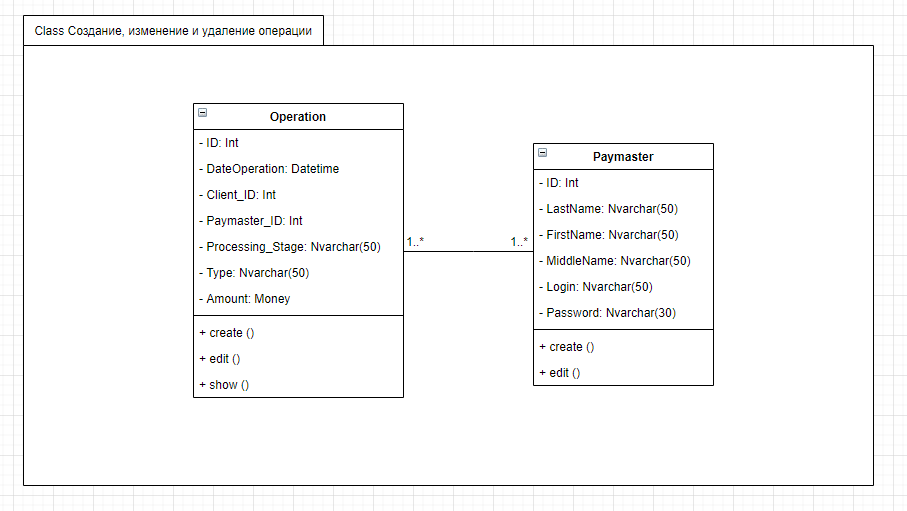 Class Создание, изменение и удаление операции
Operation
- ID: Int
- DateOperation: Datetime
- Client_ID: Int
- Paymaster_ID: Int
- Processing_Stage: Nvarchar(50)
- Type: Nvarchar(50)
- Amount: Money
+ create ()
+ edit ()
+ show ()
1..*
1..*
Paymaster
- ID: Int
- LastName: Nvarchar(50)
- FirstName: Nvarchar(50)
- MiddleName: Nvarchar(50)
- Login: Nvarchar(50)
- Password: Nvarchar(30)
+ create ()
+ edit ()